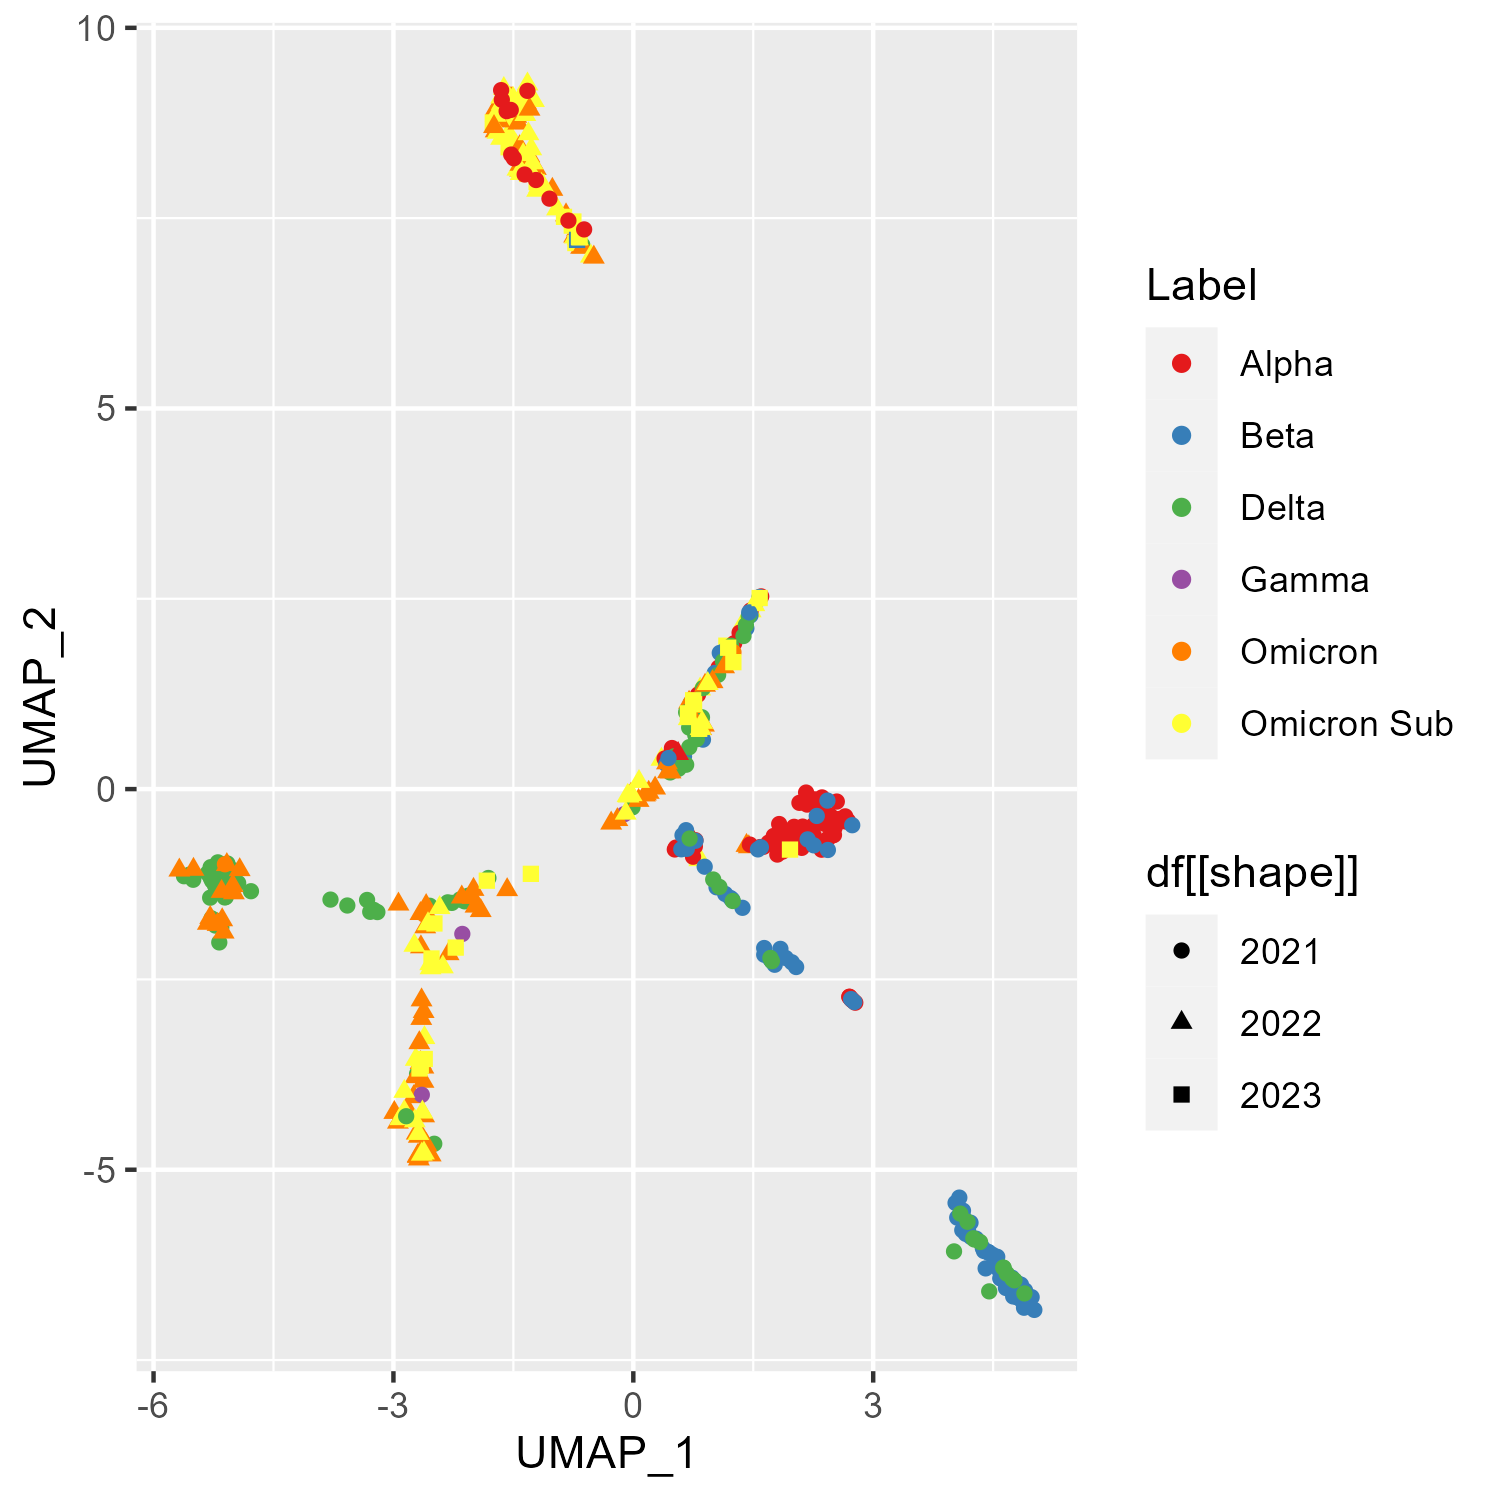 10
5
0
-5
UMAP_2
-6
-3
0
3
UMAP_1
Label
Alpha
Beta
Delta
Gamma
Omicron
Omicron Sub
df[[shape]]
2021
2022
2023